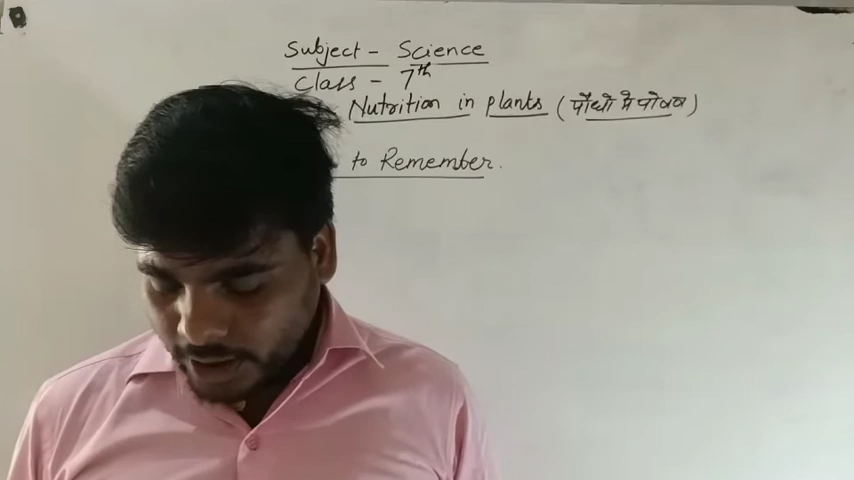 Subject - Science
Class - 7th
Nutrition in plants (पौधों में पोषण)
to Remember.